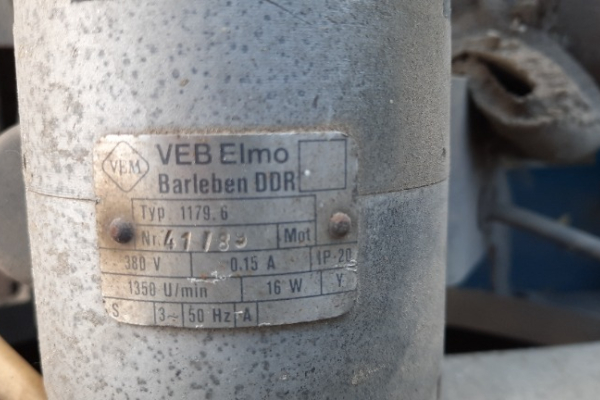 VEM VEB Elmo
Barleben DDR
Typ 1179.6
Nr. 41/83 Mot
380 V 0.15 A IP-20
1350 U/min 16 W Y
S 3~ 50 Hz A